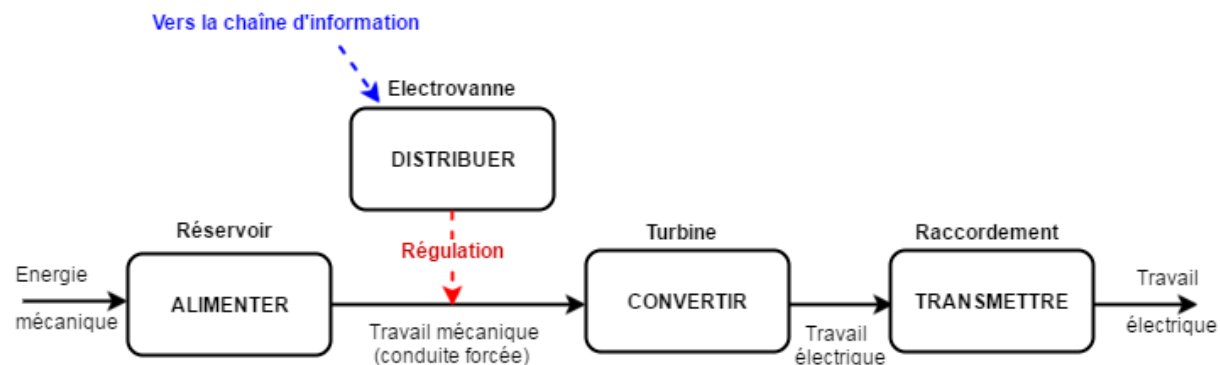 Vers la chaîne d'information
Electrovanne
DISTRIBUER
Régulation
Réservoir
ALIMENTER
Energie
mécanique
Travail mécanique
(conduite forcée)
Turbine
CONVERTIR
Travail
électrique
Raccordement
TRANSMETTRE
Travail
électrique